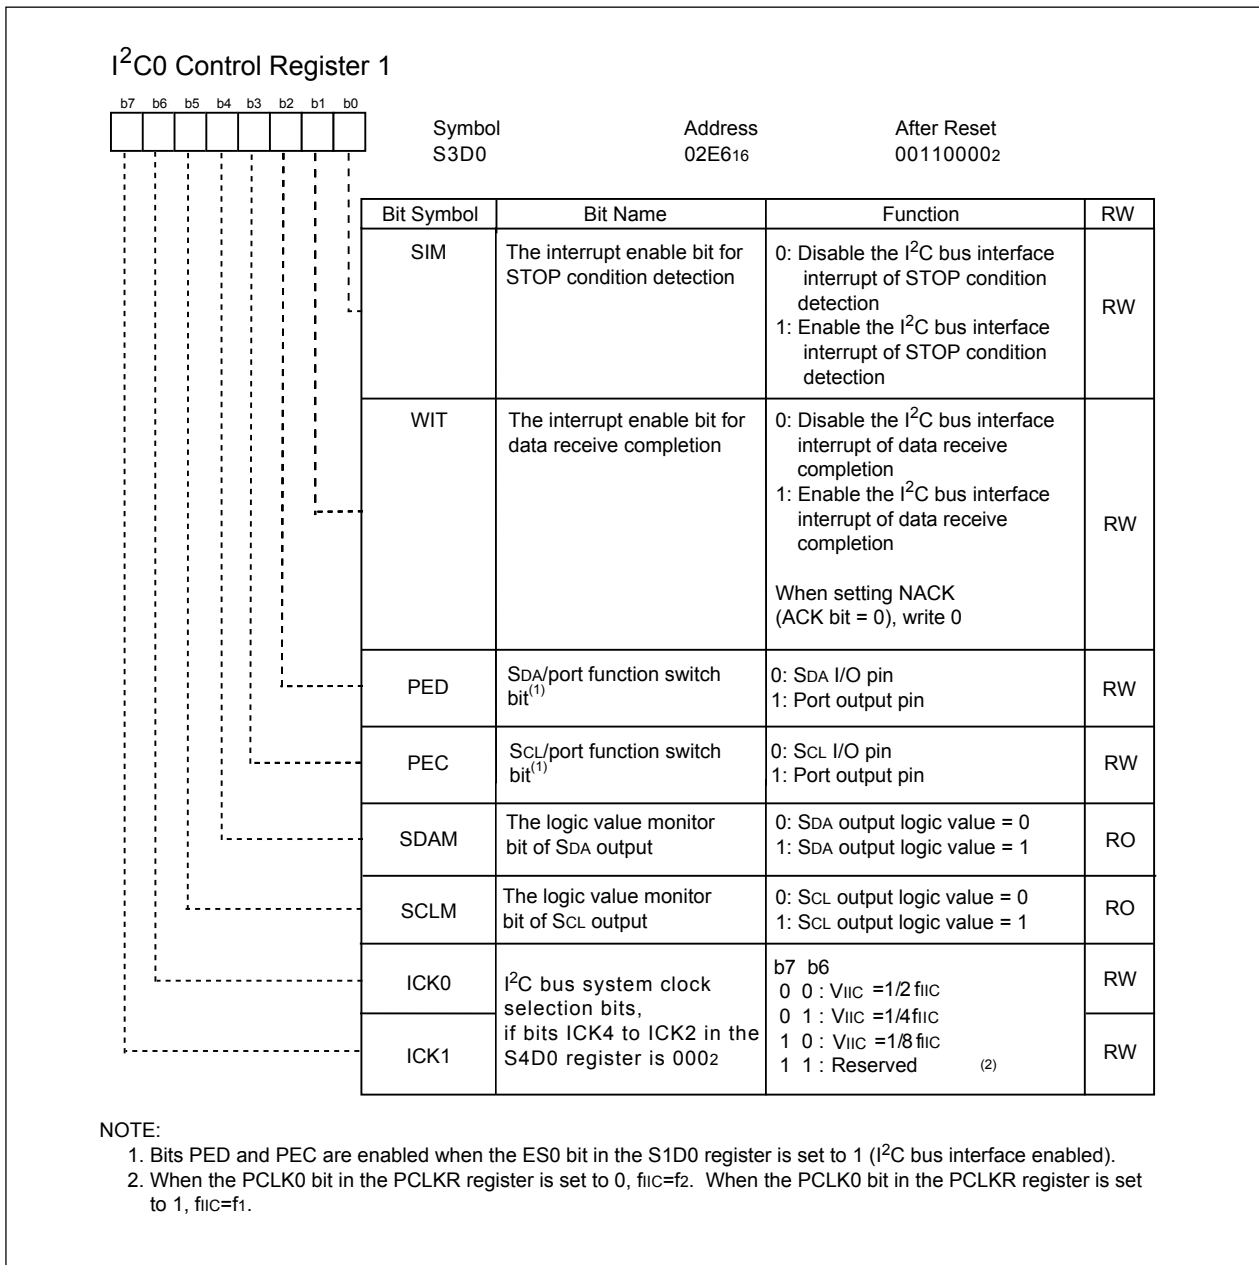 I2C0 Control Register 1
b7 b6 b5 b4 b3 b2 b1 b0
Symbol Address After Reset
S3D0 02E616 001100002
Bit Symbol Bit Name Function RW
SIM
The interrupt enable bit for
STOP condition detection
0: Disable the I2C bus interface
interrupt of STOP condition
detection
1: Enable the I2C bus interface
interrupt of STOP condition
detection
RW
WIT
The interrupt enable bit for
data receive completion
0: Disable the I2C bus interface
interrupt of data receive
completion
1: Enable the I2C bus interface
interrupt of data receive
completion
When setting NACK
(ACK bit = 0), write 0
RW
PED
SDA/port function switch
bit(1)
0: SDA I/O pin
1: Port output pin
RW
PEC
SCL/port function switch
bit(1)
0: SCL I/O pin
1: Port output pin
RW
SDAM
The logic value monitor
bit of SDA output
0: SDA output logic value = 0
1: SDA output logic value = 1
RO
SCLM
The logic value monitor
bit of SCL output
0: SCL output logic value = 0
1: SCL output logic value = 1
RO
ICK0
ICK1
I2C bus system clock
selection bits,
if bits ICK4 to ICK2 in the
S4D0 register is 0002
b7 b6
0 0 : VIIC =1/2 fIIC
0 1 : VIIC =1/4 fIIC
1 0 : VIIC =1/8 fIIC
1 1 : Reserved (2)
RW
RW
NOTE:
1. Bits PED and PEC are enabled when the ES0 bit in the S1D0 register is set to 1 (I2C bus interface enabled).
2. When the PCLK0 bit in the PCLKR register is set to 0, fIIC=f2. When the PCLK0 bit in the PCLKR register is set
to 1, fIIC=f1.